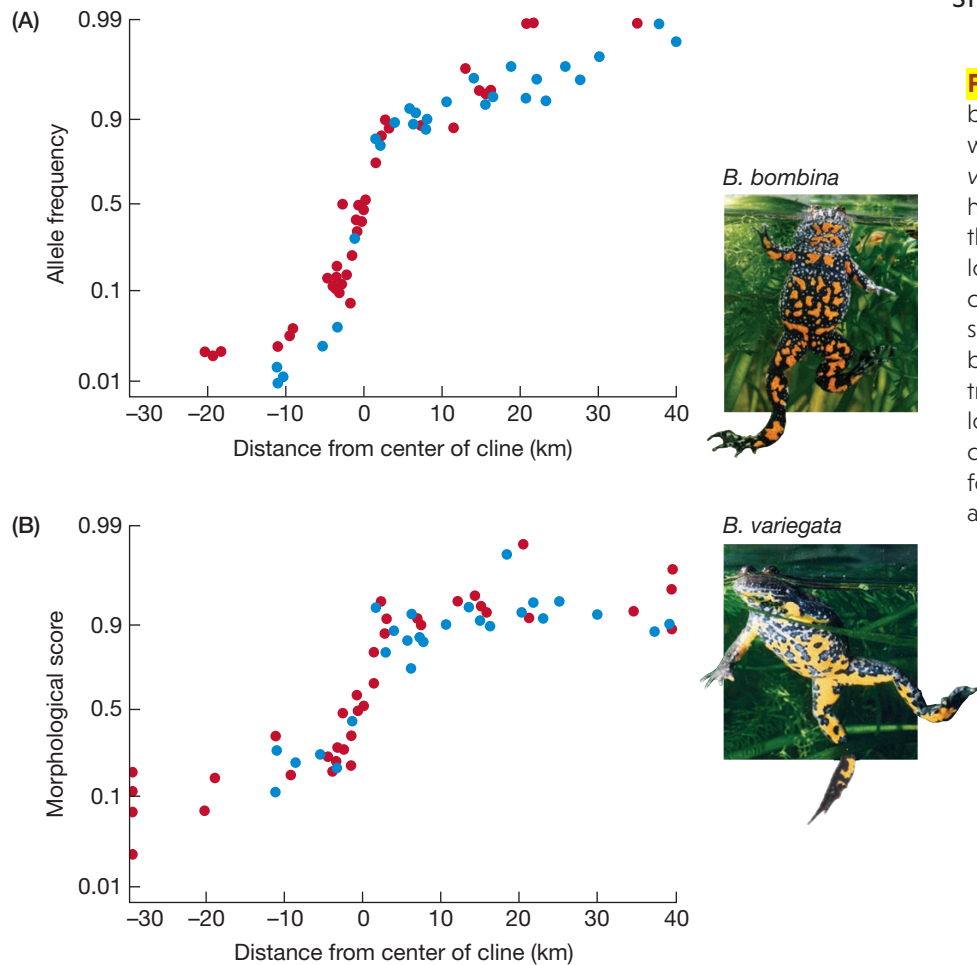 (A)
0.99
0.9
0.5
0.1
0.01
Allele frequency
–30 –20 –10 0 10 20 30 40
Distance from center of cline (km)
B. bombina
(B)
0.99
0.9
0.5
0.1
0.01
Morphological score
–30 –20 –10 0 10 20 30 40
Distance from center of cline (km)
B. variegata